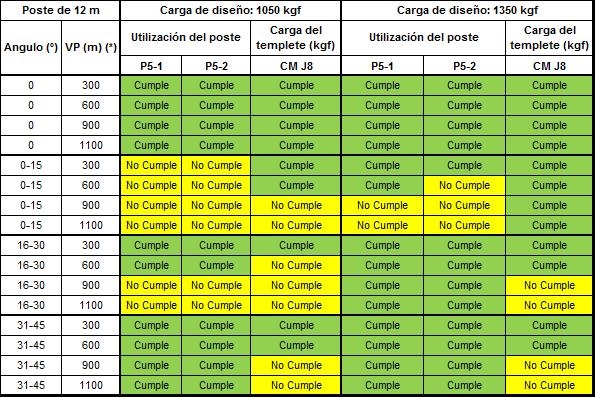 Poste de 12 m Carga de diseño: 1050 kgf Carga de diseño: 1350 kgf
Angulo (º) VP (m) (*) Utilización del poste Carga del templete (kgf) Utilización del poste Carga del templete (kgf)
P5-1 P5-2 CM J8 P5-1 P5-2 CM J8
0 300 Cumple Cumple Cumple Cumple Cumple Cumple
0 600 Cumple Cumple Cumple Cumple Cumple Cumple
0 900 Cumple Cumple Cumple Cumple Cumple Cumple
0 1100 Cumple Cumple Cumple Cumple Cumple Cumple
0-15 300 No Cumple No Cumple Cumple Cumple Cumple Cumple
0-15 600 No Cumple No Cumple Cumple Cumple No Cumple Cumple
0-15 900 No Cumple No Cumple No Cumple No Cumple No Cumple Cumple
0-15 1100 No Cumple No Cumple No Cumple No Cumple No Cumple Cumple
16-30 300 Cumple Cumple Cumple Cumple Cumple Cumple
16-30 600 Cumple Cumple No Cumple Cumple Cumple Cumple
16-30 900 No Cumple No Cumple No Cumple Cumple Cumple No Cumple
16-30 1100 No Cumple No Cumple No Cumple Cumple Cumple No Cumple
31-45 300 Cumple Cumple Cumple Cumple Cumple Cumple
31-45 600 Cumple Cumple Cumple Cumple Cumple Cumple
31-45 900 Cumple Cumple No Cumple Cumple Cumple No Cumple
31-45 1100 Cumple Cumple No Cumple Cumple Cumple No Cumple